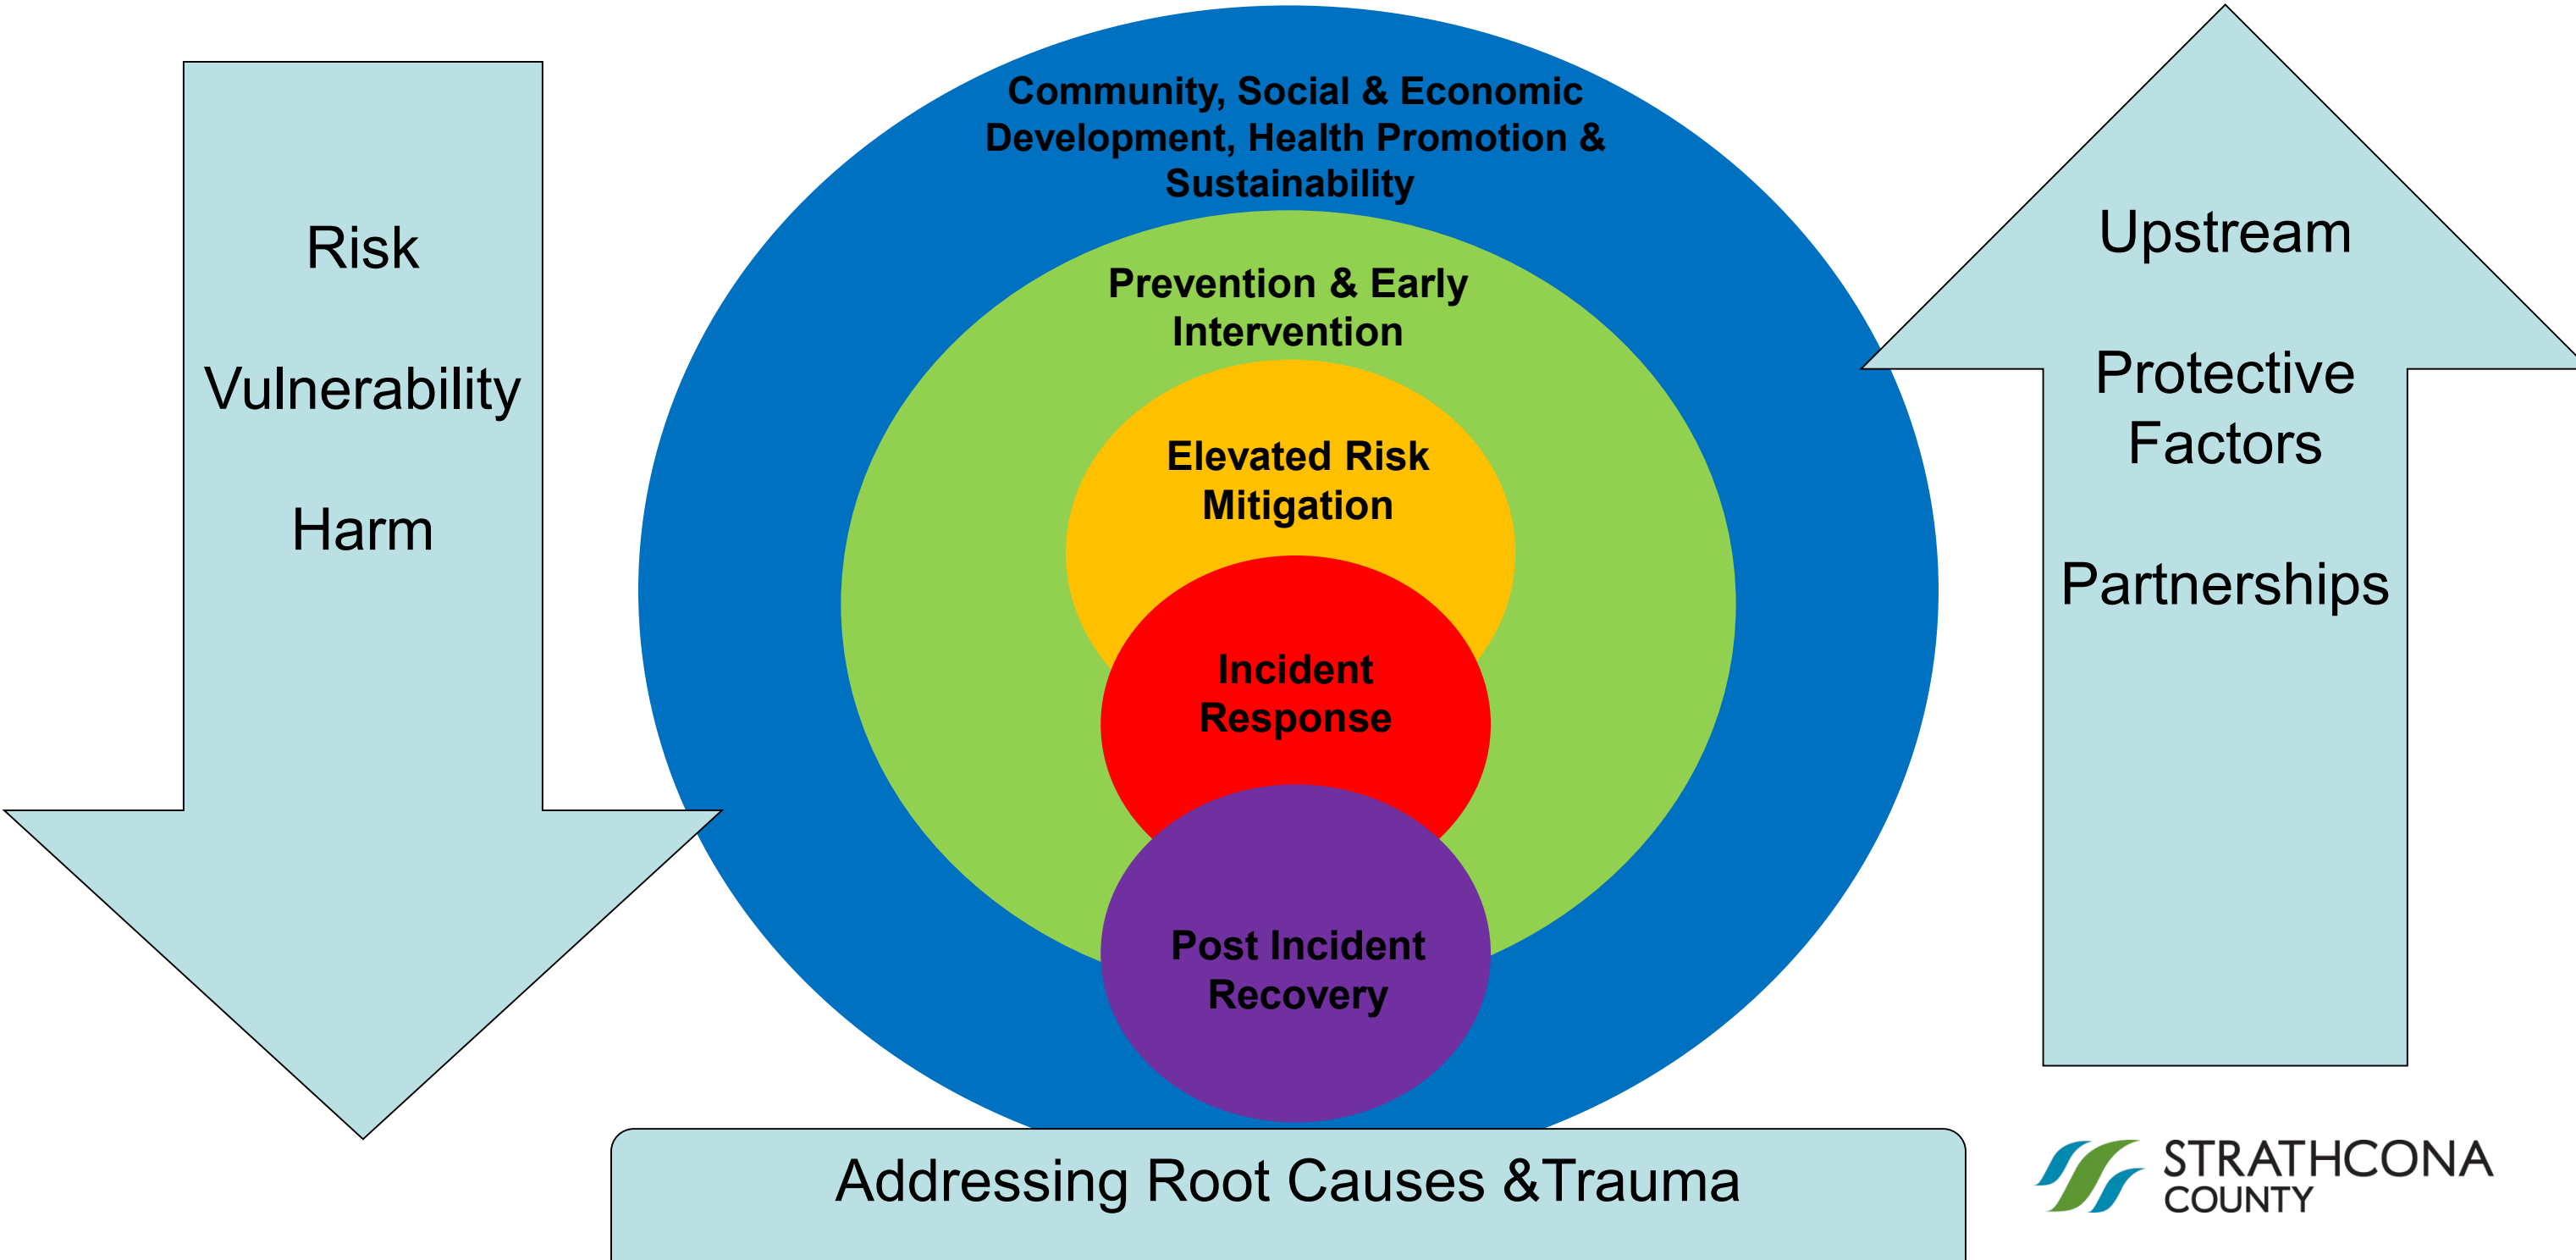 Risk
Vulnerability
Harm
Community, Social & Economic
Development, Health Promotion &
Sustainability
Prevention & Early
Intervention
Elevated Risk
Mitigation
Incident
Response
Post Incident
Recovery
Upstream
Protective
Factors
Partnerships
Addressing Root Causes &Trauma
STRATHCONA
COUNTY